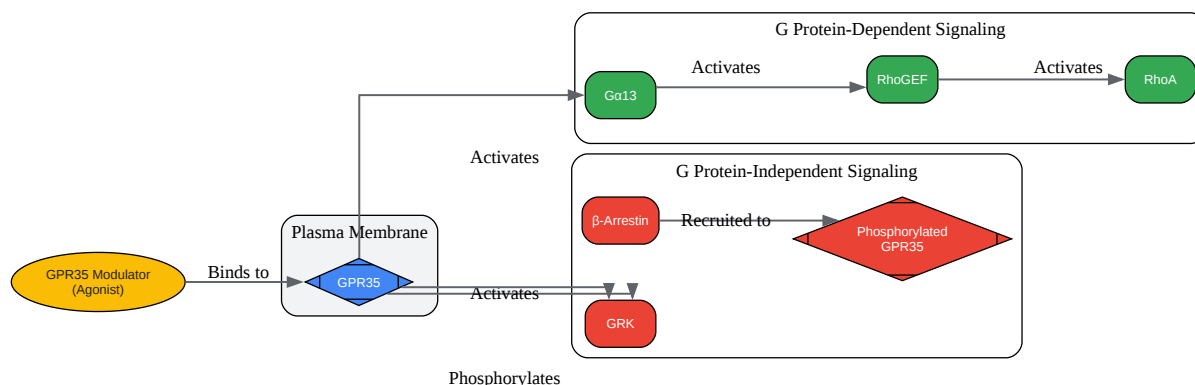 G Protein-Dependent Signaling
Gα13
Activates
RhoGEF
Activates
RhoA
Activates
G Protein-Independent Signaling
β-Arrestin
Recruited to
Phosphorylated
GPR35
Plasma Membrane
GPR35 Modulator
(Agonist)
Binds to
GPR35
Activates
GRK
Phosphorylates